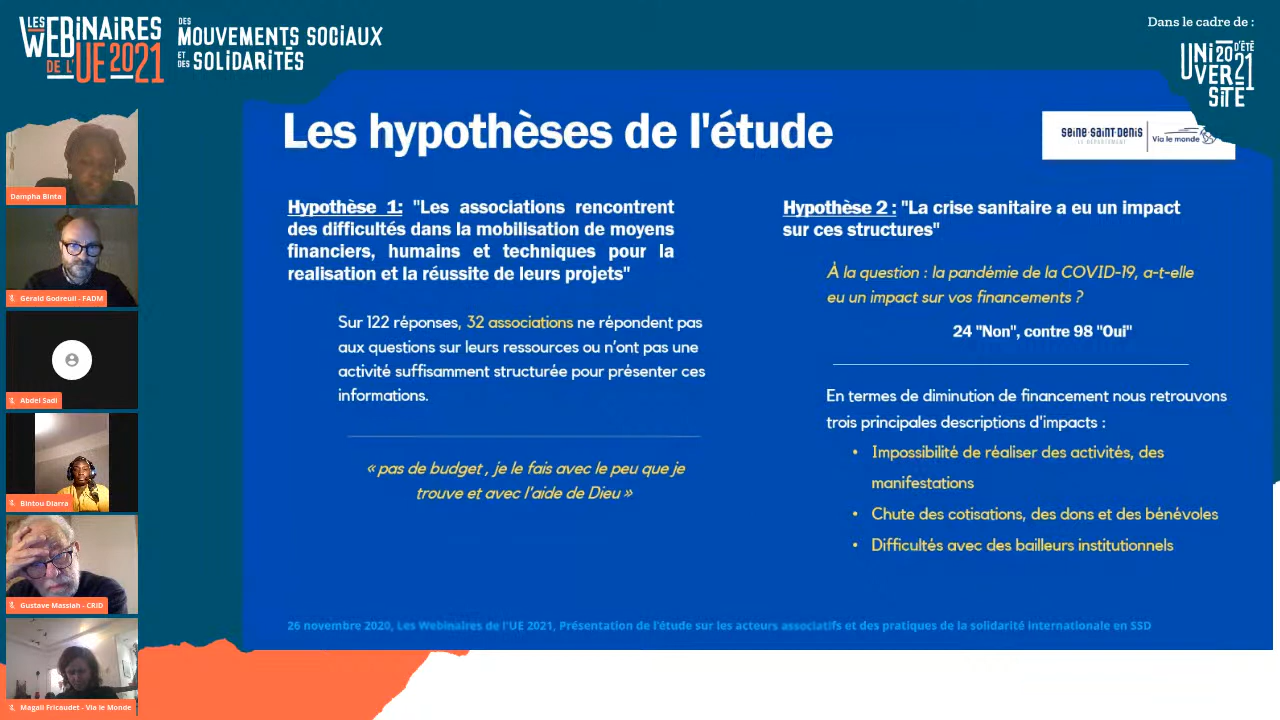 LES
WEBINAIRES
DE L'UE 2021
DES
MOUVEMENTS SOCIAUX
ET
DES SOLIDARITÉS
Dans le cadre de :
UNI 20 D'ÉTÉ
VER 21
SITÉ
Les hypothèses de l'étude
seine-saint-denis
LE DÉPARTEMENT
Via le monde
Hypothèse 1: "Les associations rencontrent
des difficultés dans la mobilisation de moyens
financiers, humains et techniques pour la
realisation et la réussite de leurs projets"
Sur 122 réponses, 32 associations ne répondent pas
aux questions sur leurs ressources ou n'ont pas une
activité suffisamment structurée pour présenter ces
informations.
« pas de budget , je le fais avec le peu que je
trouve et avec l'aide de Dieu »
Hypothèse 2 : "La crise sanitaire a eu un impact
sur ces structures"
À la question : la pandémie de la COVID-19, a-t-elle
eu un impact sur vos financements ?
24 "Non", contre 98 "Oui"
En termes de diminution de financement nous retrouvons
trois principales descriptions d'impacts :
• Impossibilité de réaliser des activités, des
manifestations
• Chute des cotisations, des dons et des bénévoles
• Difficultés avec des bailleurs institutionnels
26 novembre 2020, Les Webinaires de l'UE 2021, Présentation de l'étude sur les acteurs associatifs et des pratiques de la solidarité internationale en SSD
Dampha Binta
Gérald Godreuil - FADM
Abdel Sadi
Bintou Diarra
Gustave Massiah - CRID
Magali Fricaudet - Via le Monde